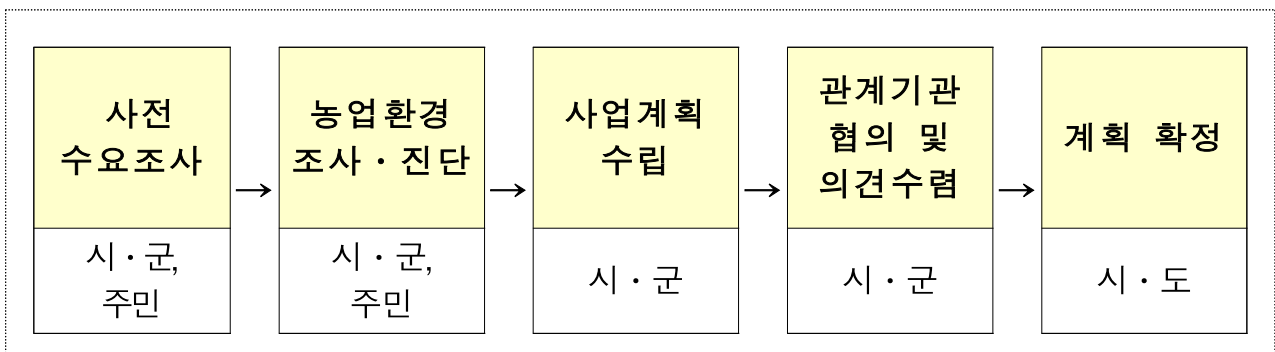 사전
수요조사
시·군,
주민
→
농업환경
조사·진단
시·군,
주민
→
사업계획
수립
시·군
→
관계기관
협의 및
의견수렴
시·군
→
계획 확정
시·도